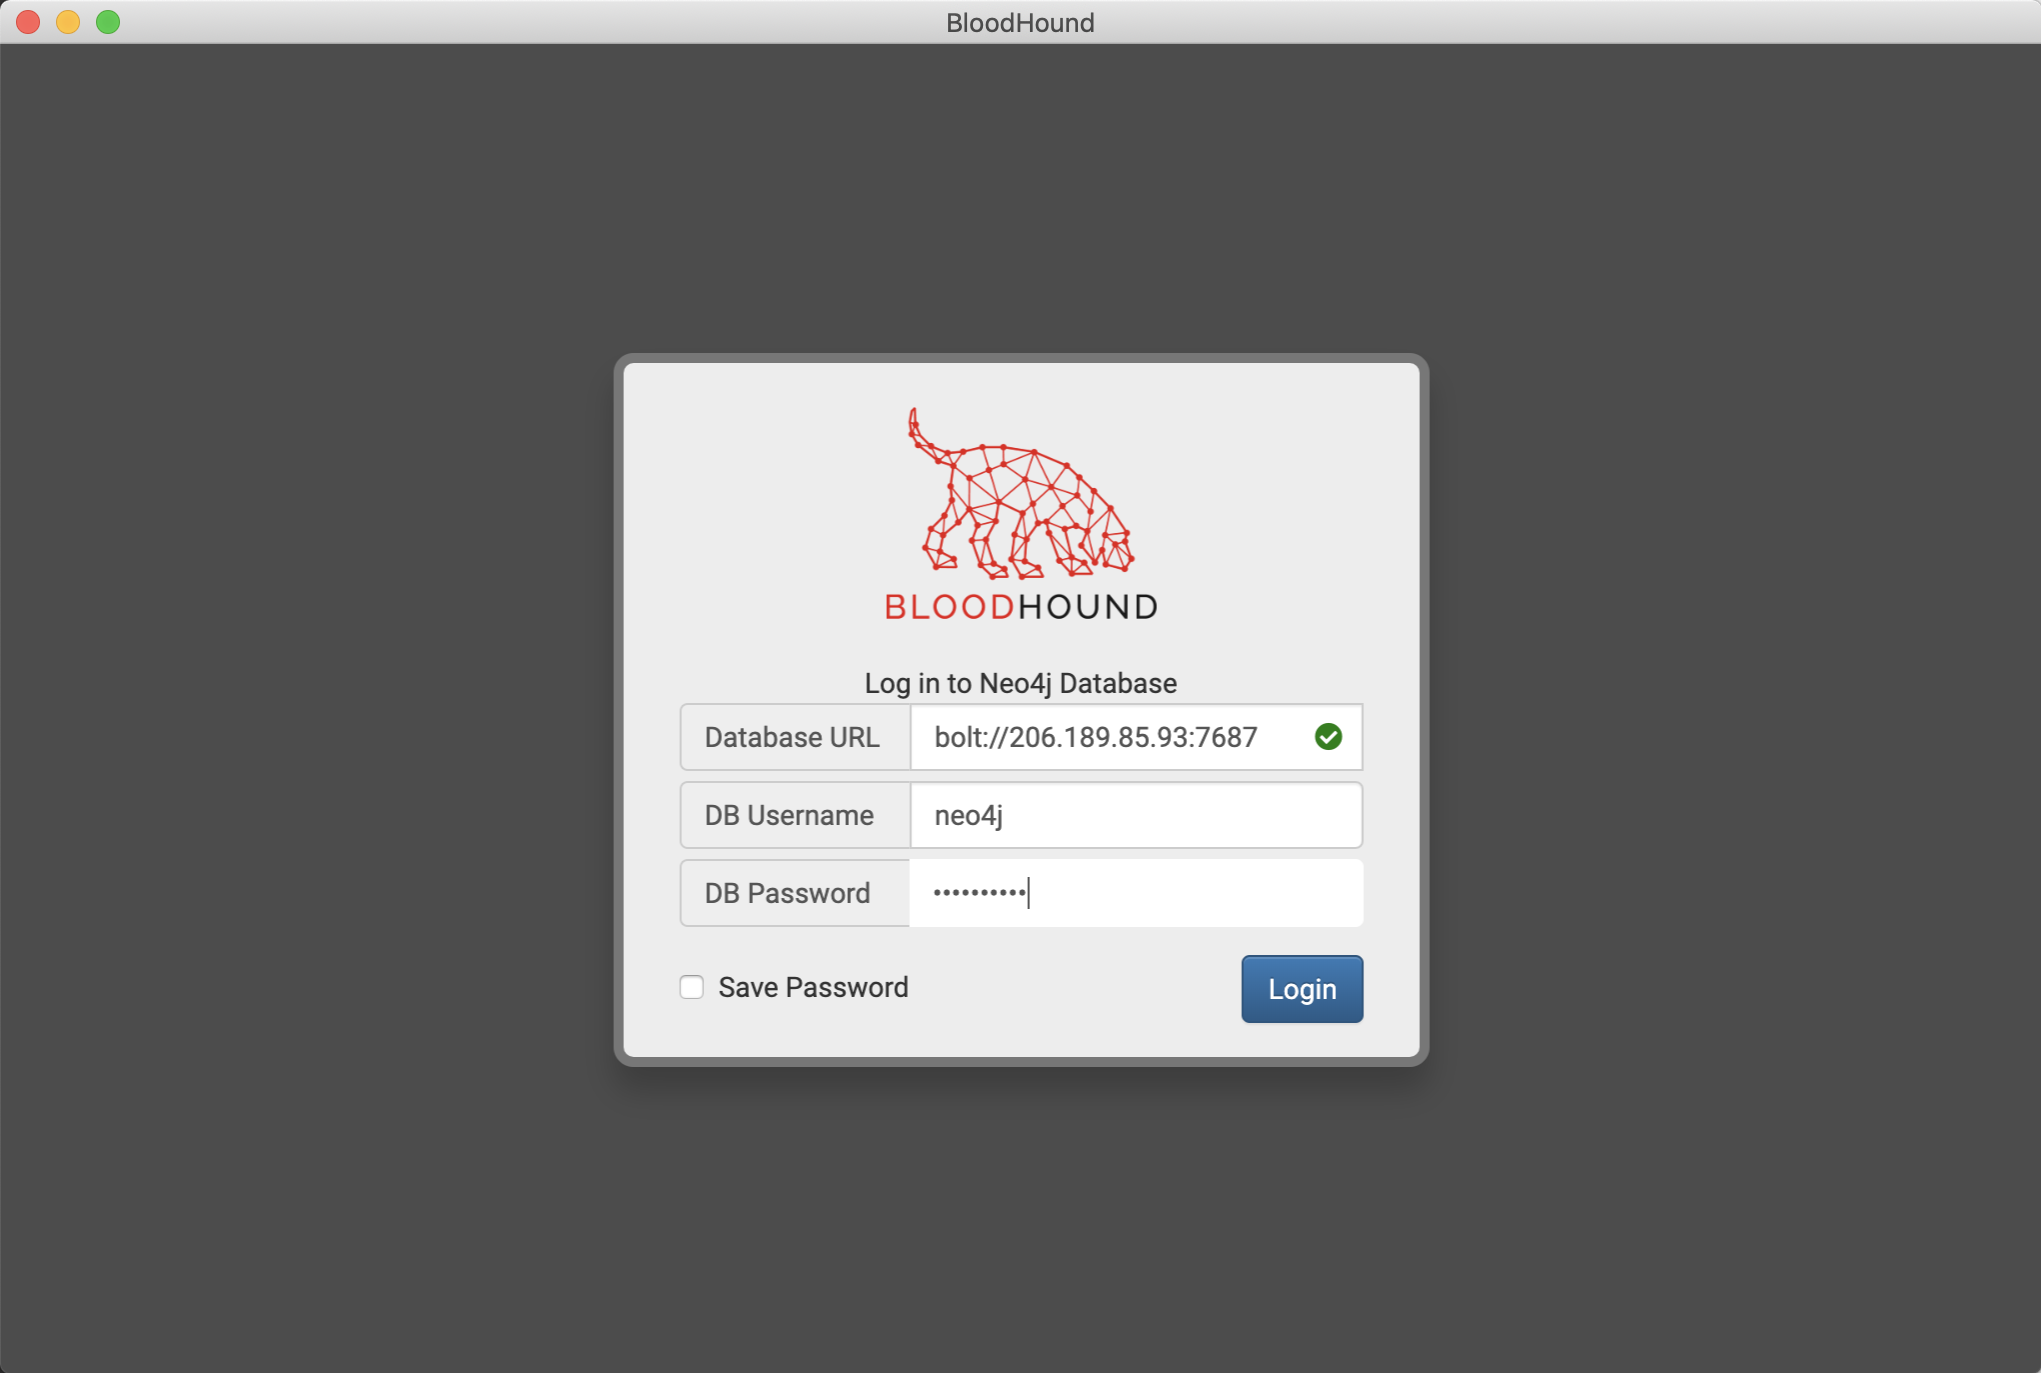 BloodHound
BLOODHOUND
Log in to Neo4j Database
Database URL bolt://206.189.85.93:7687
DB Username neo4j
DB Password ••••••••••
Save Password Login